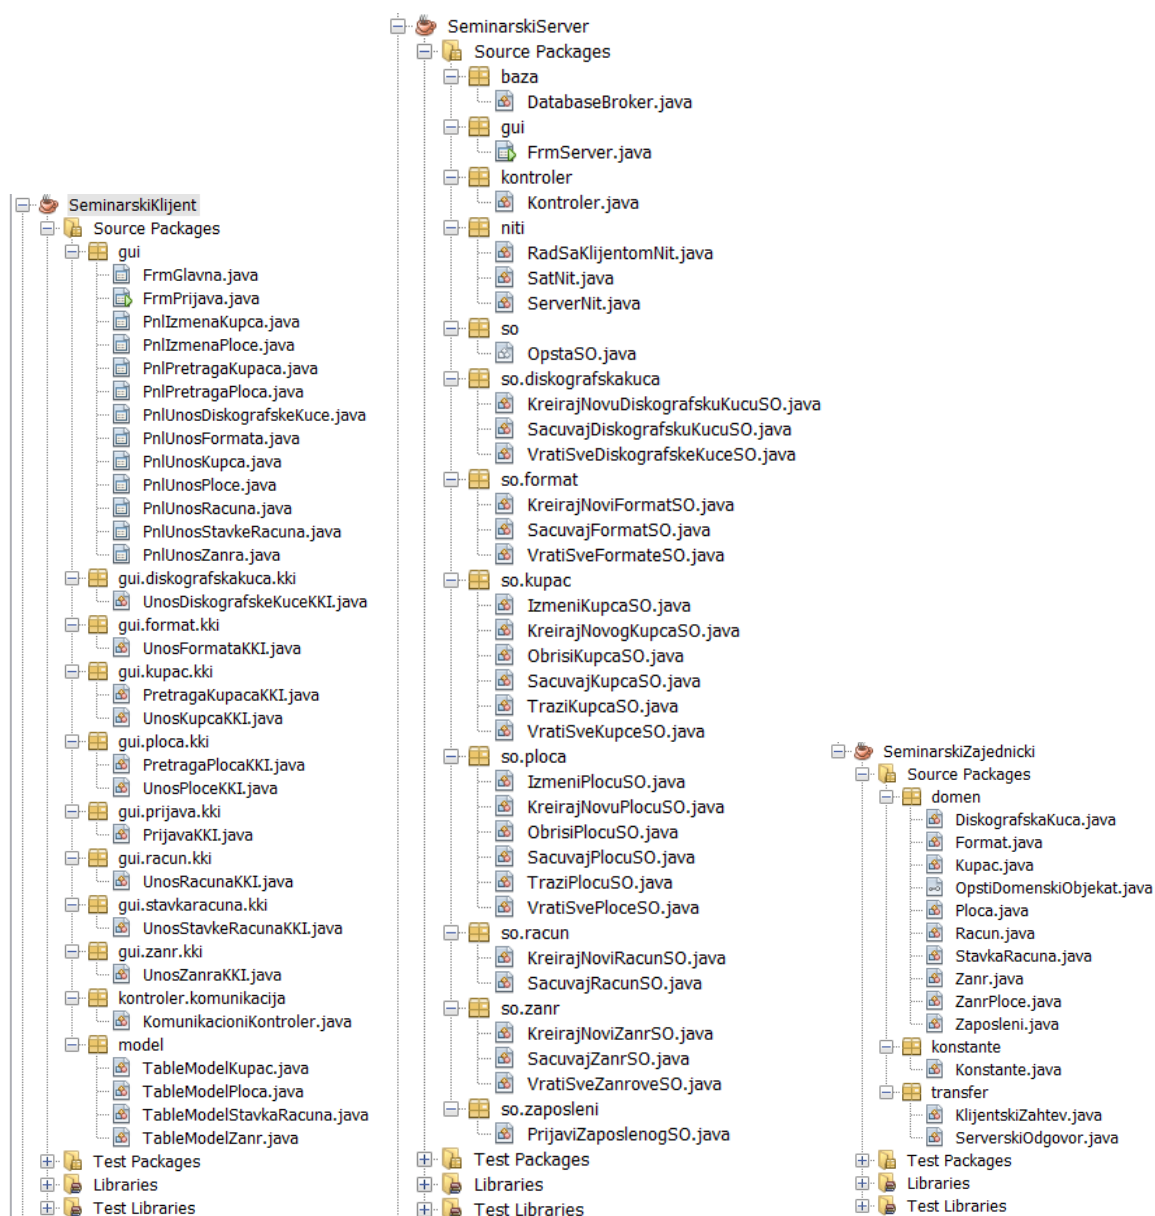 SeminarskiKlijent
Source Packages
gui
FrmGlavna.java
FrmPrijava.java
PnlIzmenaKupca.java
PnlIzmenaPloce.java
PnlPretragaKupaca.java
PnlPretragaPloca.java
PnlUnosDiskografskeKuce.java
PnlUnosFormata.java
PnlUnosKupca.java
PnlUnosPloce.java
PnlUnosRacuna.java
PnlUnosStavkeRacuna.java
PnlUnosZanra.java
gui.diskografskakuca.kki
UnosDiskografskeKuceKKI.java
gui.format.kki
UnosFormataKKI.java
gui.kupac.kki
PretragaKupacaKKI.java
UnosKupcaKKI.java
gui.ploca.kki
PretragaPlocaKKI.java
UnosPloceKKI.java
gui.prijava.kki
PrijavaKKI.java
gui.racun.kki
UnosRacunaKKI.java
gui.stavkaracuna.kki
UnosStavkeRacunaKKI.java
gui.zanr.kki
UnosZanraKKI.java
kontroler.komunikacija
KomunikacioniKontroler.java
model
TableModelKupac.java
TableModelPloca.java
TableModelStavkaRacuna.java
TableModelZanr.java
Test Packages
Libraries
Test Libraries
SeminarskiServer
Source Packages
baza
DatabaseBroker.java
gui
FrmServer.java
kontroler
Kontroler.java
niti
RadSaKlijentomNit.java
SatNit.java
ServerNit.java
so
OpstaSO.java
so.diskografskakuca
KreirajNovuDiskografskuKucuSO.java
SacuvajDiskografskuKucuSO.java
VratiSveDiskografskeKuceSO.java
so.format
KreirajNoviFormatSO.java
SacuvajFormatSO.java
VratiSveFormateSO.java
so.kupac
IzmeniKupcaSO.java
KreirajNovogKupcaSO.java
ObrisiKupcaSO.java
SacuvajKupcaSO.java
TraziKupcaSO.java
VratiSveKupceSO.java
so.ploca
IzmeniPlocuSO.java
KreirajNovuPlocuSO.java
ObrisiPlocuSO.java
SacuvajPlocuSO.java
TraziPlocuSO.java
VratiSvePloceSO.java
so.racun
KreirajNoviRacunSO.java
SacuvajRacunSO.java
so.zanr
KreirajNoviZanrSO.java
SacuvajZanrSO.java
VratiSveZanroveSO.java
so.zaposleni
PrijaviZaposlenogSO.java
Test Packages
Libraries
Test Libraries
SeminarskiZajednicki
Source Packages
domen
DiskografskaKuca.java
Format.java
Kupac.java
OpstiDomenskiObjekat.java
Ploca.java
Racun.java
StavkaRacuna.java
Zanr.java
ZanrPloce.java
Zaposleni.java
konstante
Konstante.java
transfer
KlijentskiZahtev.java
ServerskiOdgovor.java
Test Packages
Libraries
Test Libraries